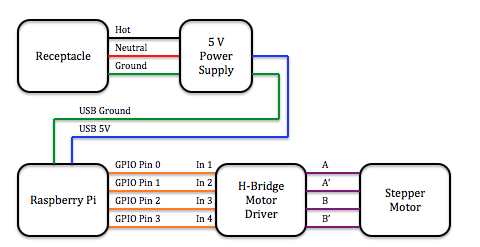 Receptacle
Hot
Neutral
Ground
5 V
Power
Supply
USB Ground
USB 5V
Raspberry Pi
GPIO Pin 0 In 1
GPIO Pin 1 In 2
GPIO Pin 2 In 3
GPIO Pin 3 In 4
H-Bridge
Motor
Driver
A
A’
B
B’
Stepper
Motor